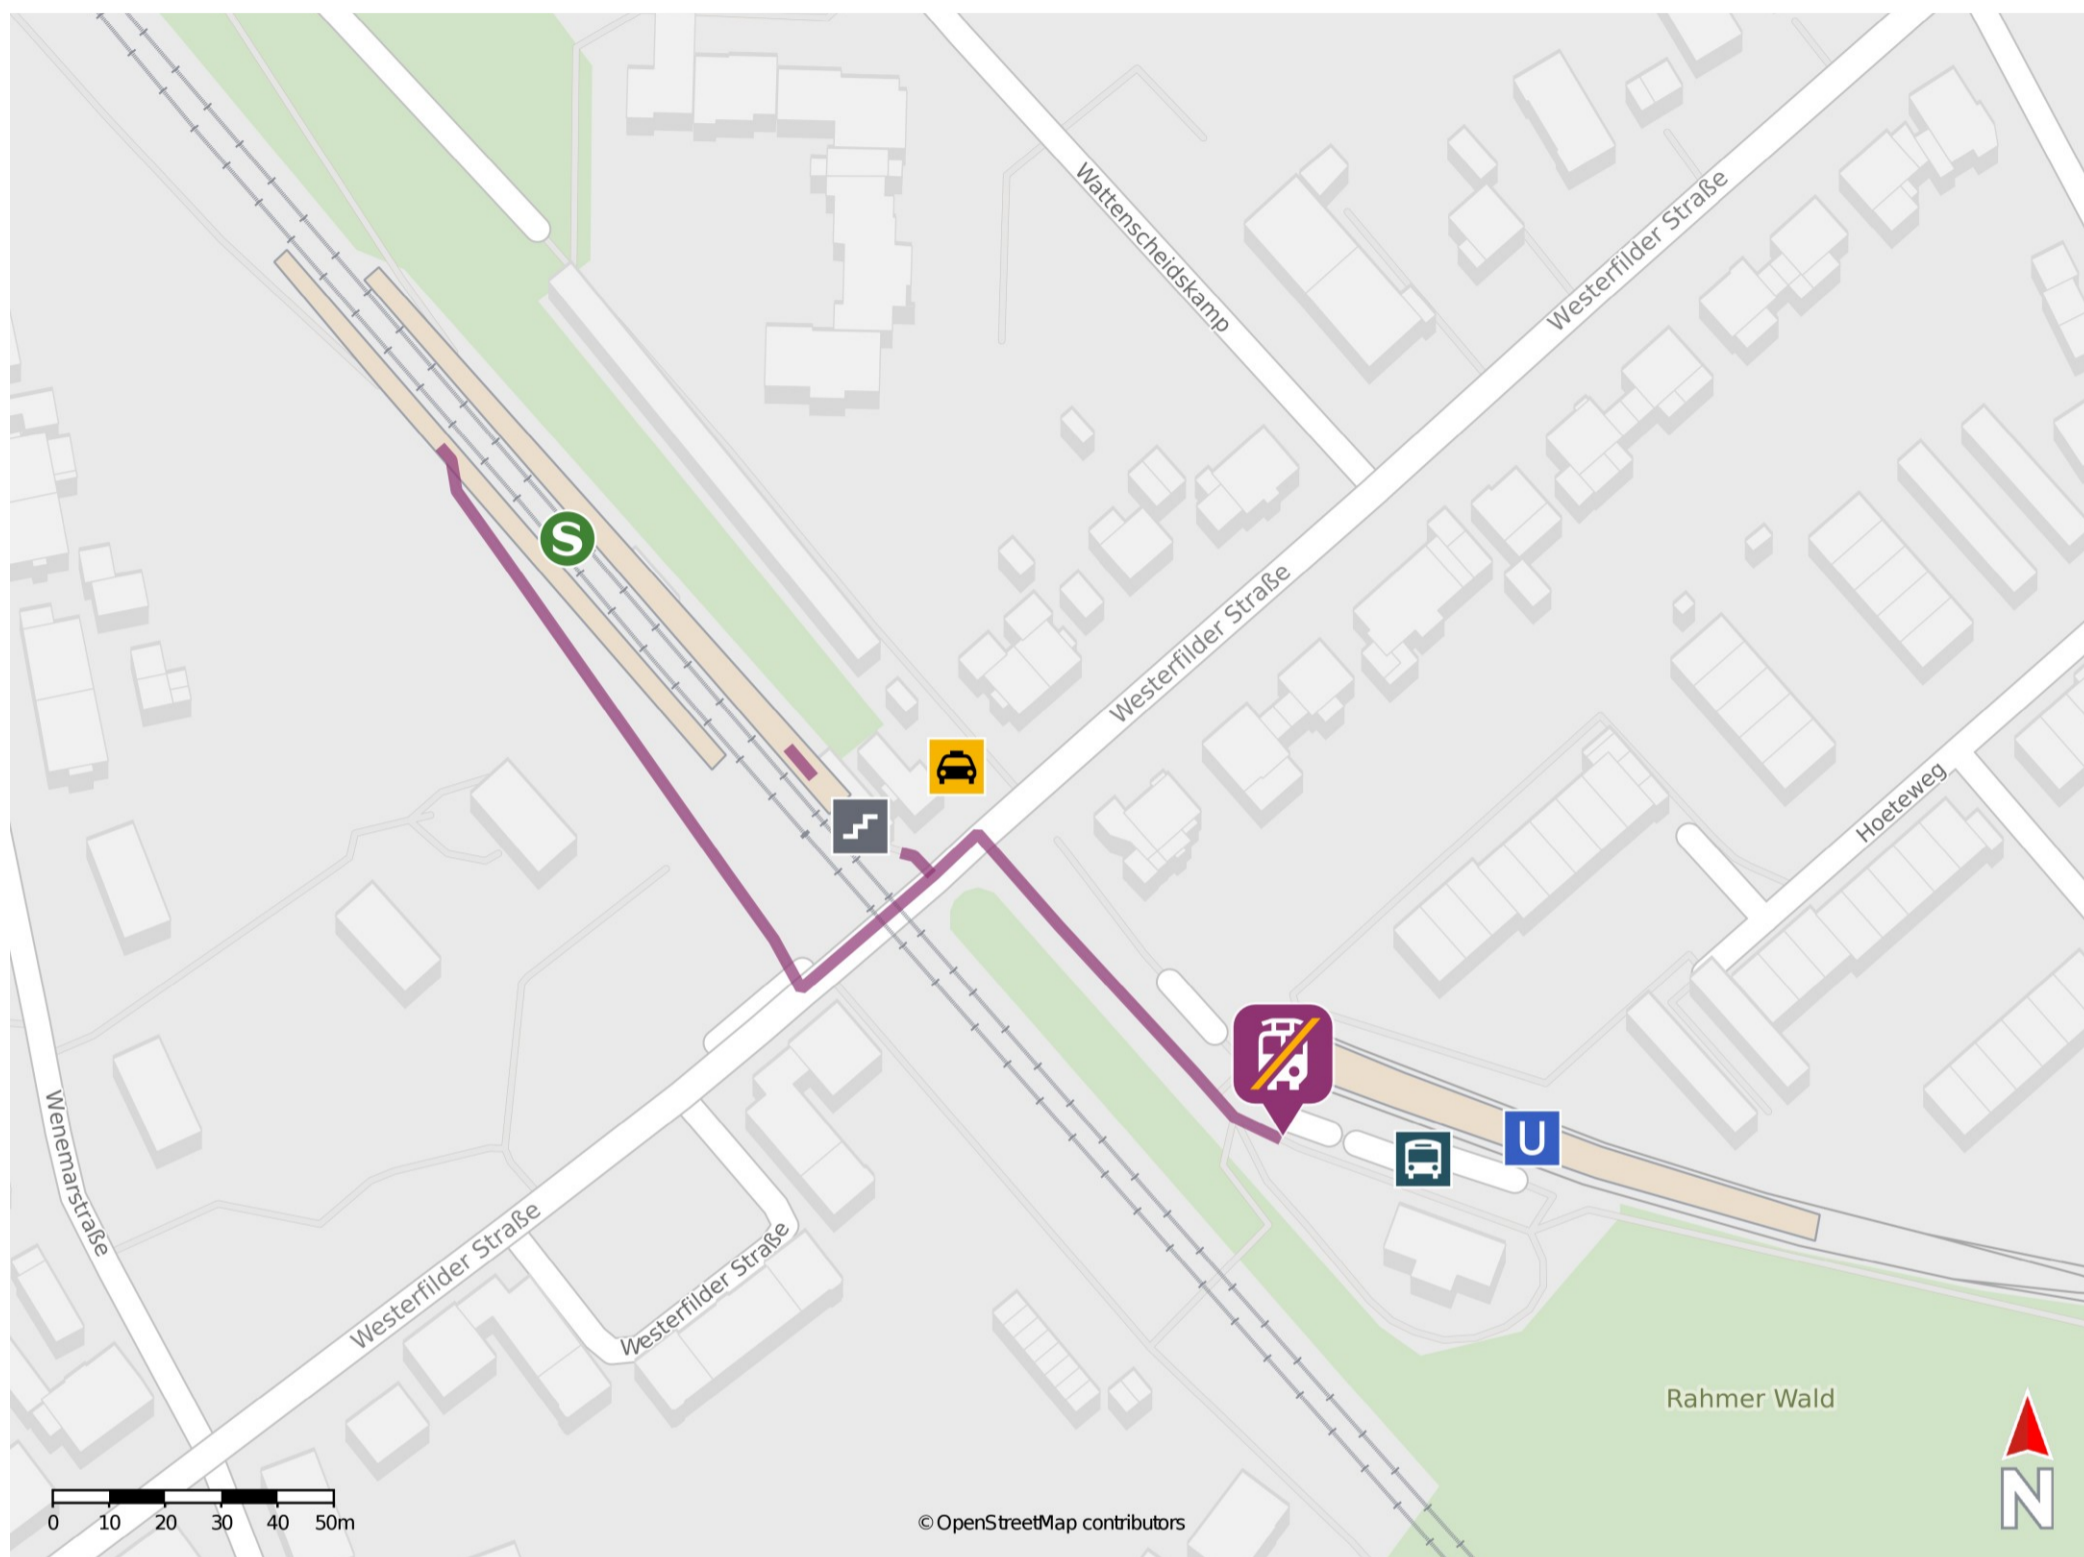 Wattenscheidskamp
Westerfilder Straße
S
Westerfilder Straße
Hoeteweg
U
Wenemarstraße
Westerfilder Straße
Westerfilder Straße
Rahmer Wald
N
0 10 20 30 40 50m
© OpenStreetMap contributors